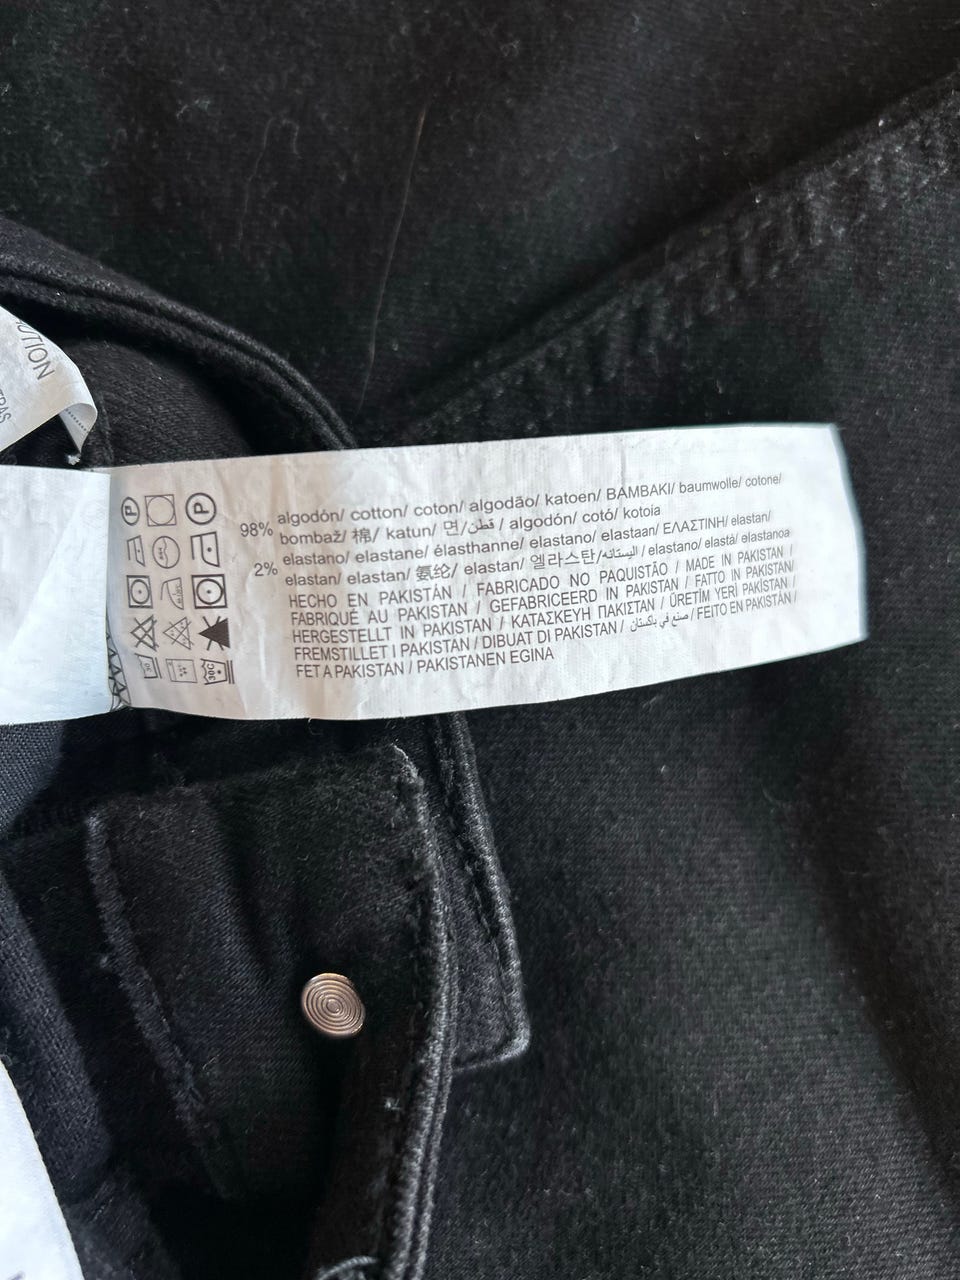 UTION
TRAS
98% algodón/ cotton/ coton/ algodão/ katoen/ BAMBAKI/ baumwolle/ cotone/
bombaž/ 棉/ katun/ 면/ قطن / algodón/ cotó/ kotoia
2% elastano/ elastane/ élasthanne/ elastano/ elastaan/ ΕΛΑΣΤΙΝΗ/ elastan/
elastan/ elastan/ 氨纶/ elastan/ 엘라스탄/ اليستانه/ elastano/ elastá/ elastanoa
HECHO EN PAKISTÁN / FABRICADO NO PAQUISTÃO / MADE IN PAKISTAN /
FABRIQUÉ AU PAKISTAN / GEFABRICEERD IN PAKISTAN / FATTO IN PAKISTAN/
HERGESTELLT IN PAKISTAN / ΚΑΤΑΣΚΕΥΗ ΠΑΚΙΣΤΑΝ / ÜRETİM YERİ PAKİSTAN /
FREMSTILLET I PAKISTAN / DIBUAT DI PAKISTAN / صنع في باكستان / FEITO EN PAKISTÁN /
FET A PAKISTAN / PAKISTANEN EGINA
P P
30 30C